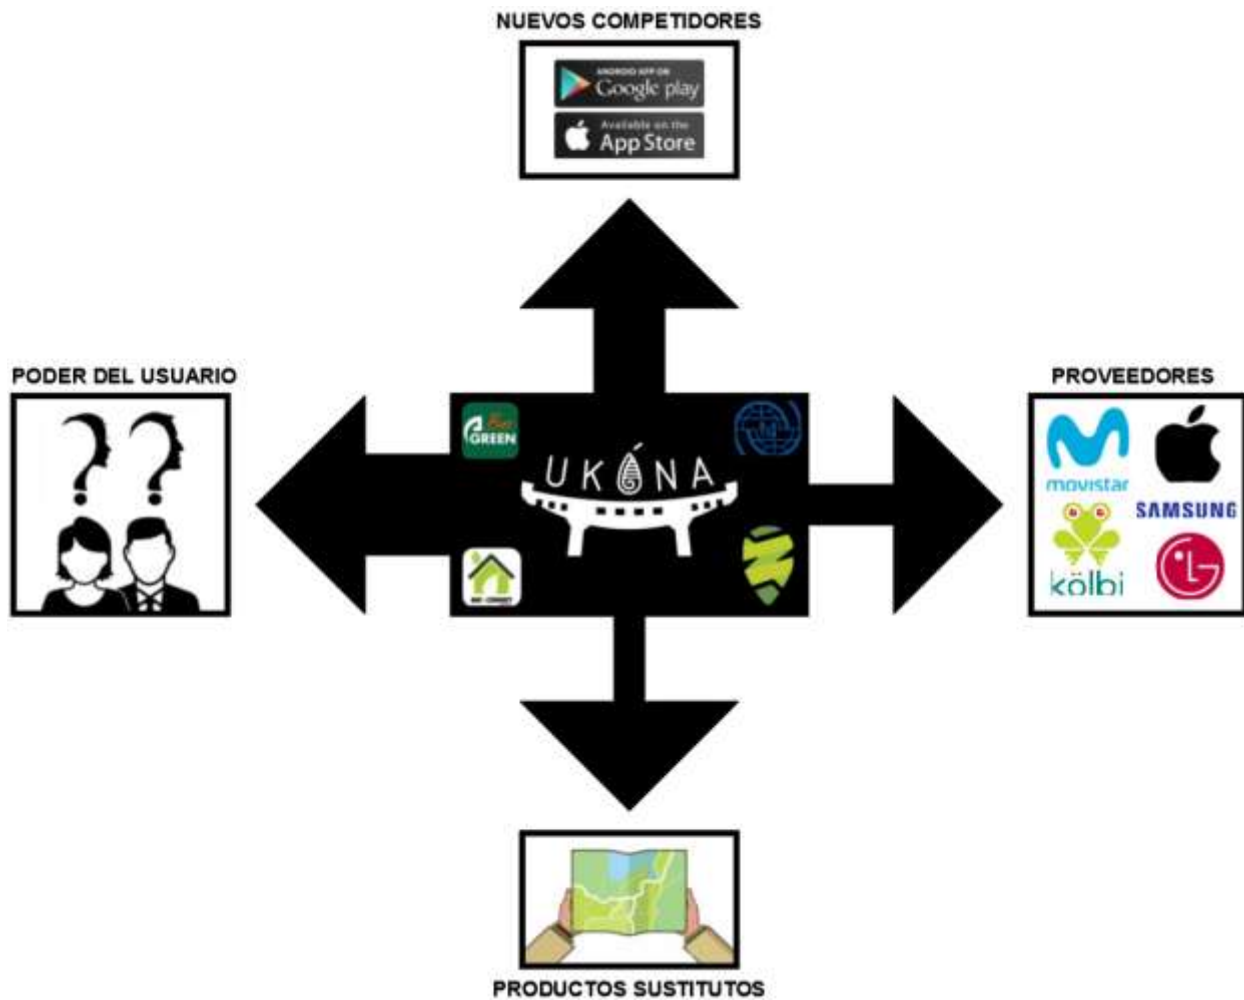 NUEVOS COMPETIDORES
ANDROID APP ON
Google play
Available on the
App Store
PODER DEL USUARIO
PROVEEDORES
GREEN
UKÁNA
movistar
SAMSUNG
kölbi
LG
PRODUCTOS SUSTITUTOS